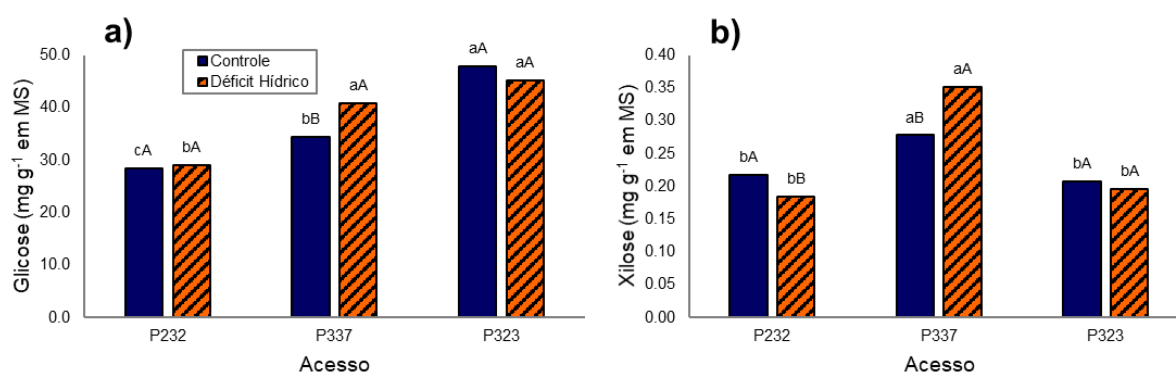 a)
Controle
Déficit Hídrico
Glicose (mg g⁻¹ em MS)
50.0
40.0
30.0
20.0
10.0
0.0
cA
bA
bB
aA
aA
aA
P232
P337
P323
Acesso
b)
Xilose (mg g⁻¹ em MS)
0.40
0.35
0.30
0.25
0.20
0.15
0.10
0.05
0.00
bA
bB
aB
aA
bA
bA
P232
P337
P323
Acesso